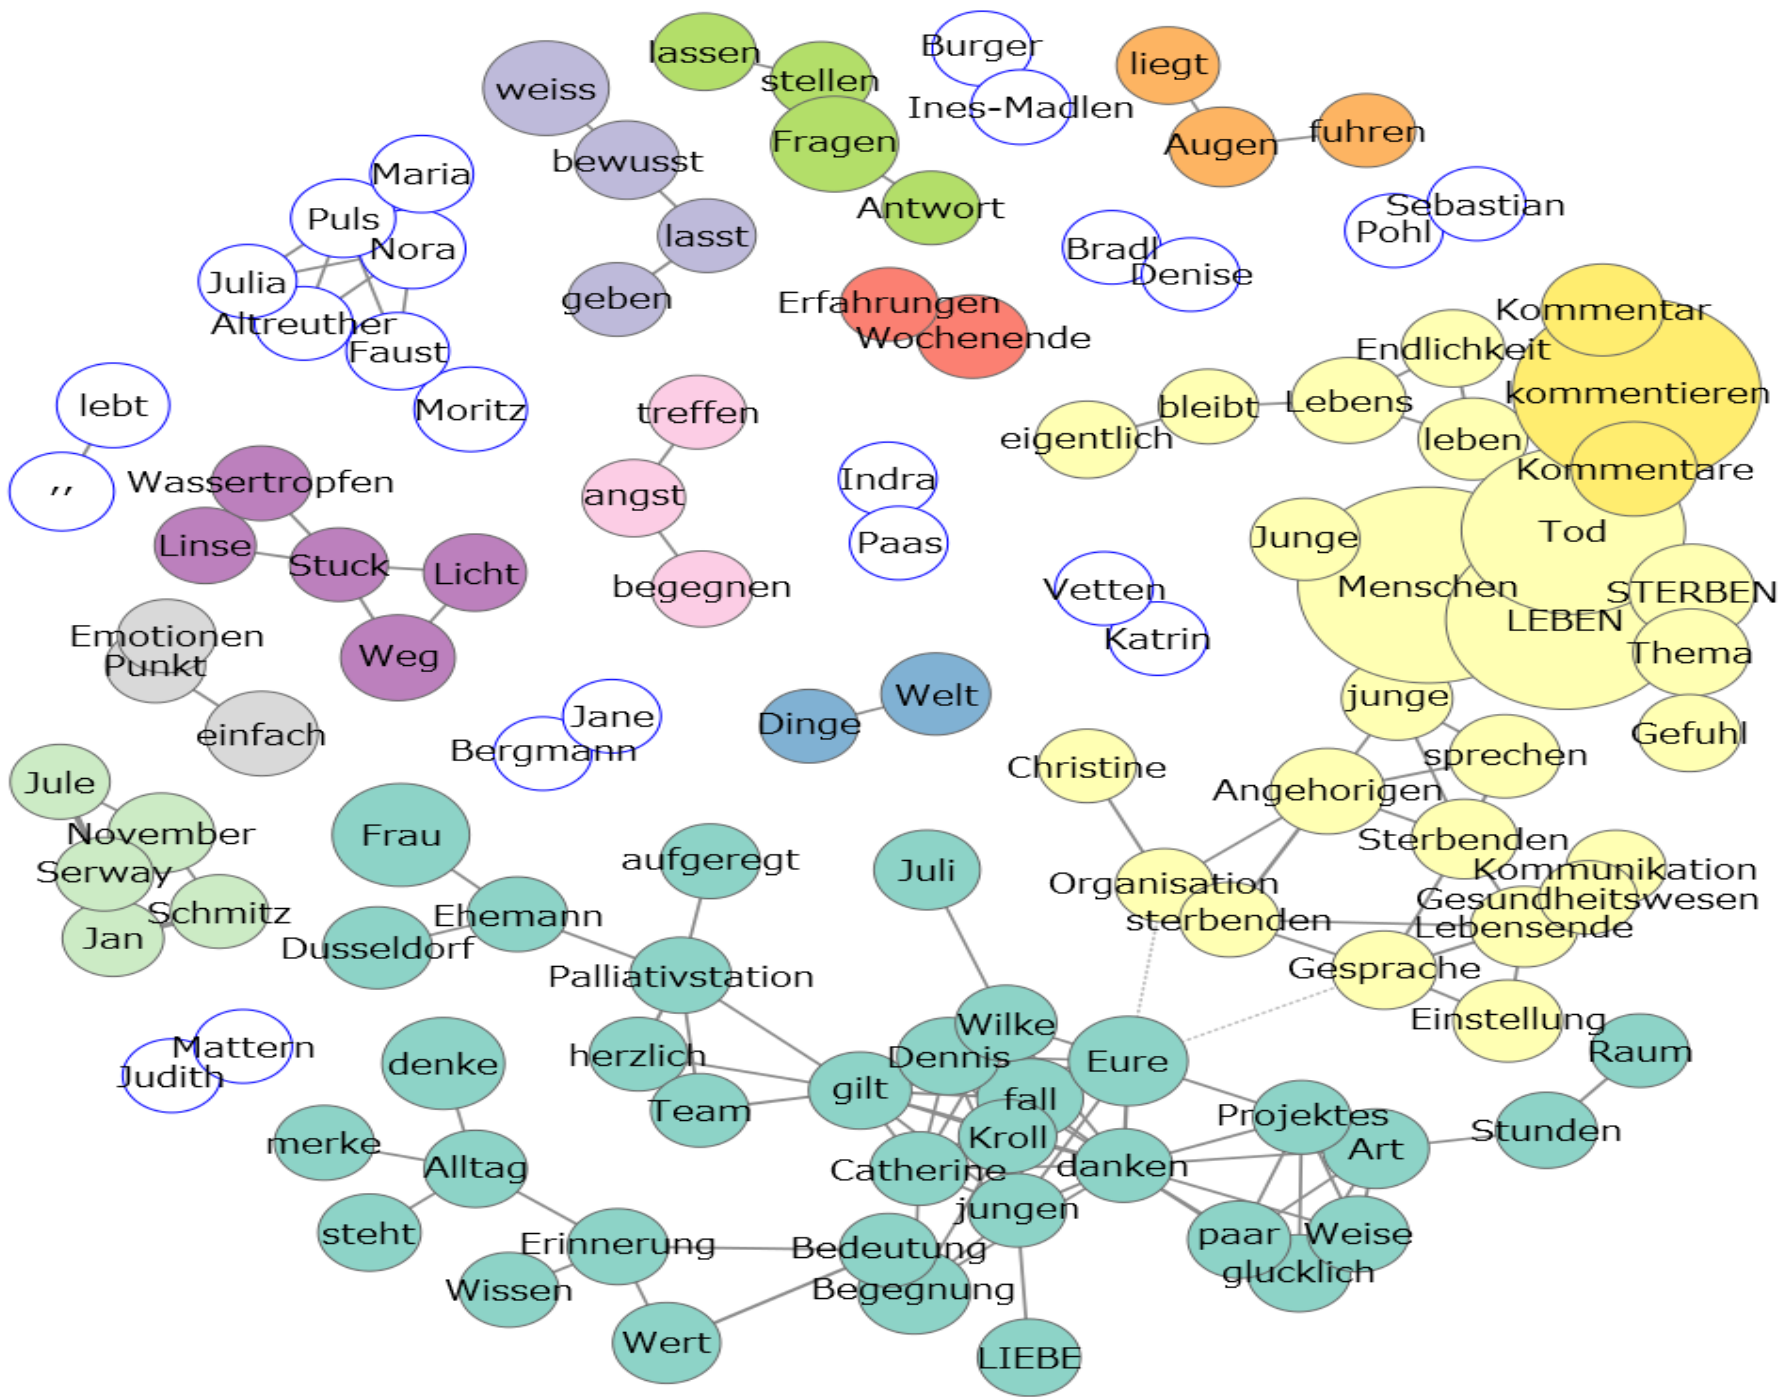 Burger
lassen
liegt
stellen
weiss
Ines-Madlen
fuhren
Fragen
Augen
bewusst
Maria
Sebastian
Antwort
Puls
Pohl
lasst
Nora
Bradl
Denise
Julia
geben
Erfahrungen
Kommentar
Altreuther
Wochenende
Faust
Endlichkeit
kommentieren
Lebens
lebt
bleibt
Moritz
treffen
eigentlich
leben
Kommentare
Indra
Wassertropfen
,,
angst
Tod
Junge
Paas
Linse
Stuck
Licht
begegnen
Menschen
Vetten
STERBEN
LEBEN
Emotionen
Katrin
Thema
Weg
Punkt
Welt
junge
Jane
Dinge
Gefuhl
einfach
Bergmann
sprechen
Christine
Jule
Angehorigen
November
Frau
Sterbenden
aufgeregt
Juli
Kommunikation
Serway
Organisation
Gesundheitswesen
Schmitz
Ehemann
sterbenden
Lebensende
Jan
Dusseldorf
Gesprache
Palliativstation
Einstellung
Wilke
Mattern
Raum
herzlich
Dennis
Eure
denke
Judith
gilt
fall
Team
Projektes
Stunden
Kroll
merke
Art
Alltag
Catherine
danken
jungen
steht
paar
Weise
Erinnerung
Bedeutung
glucklich
Wissen
Begegnung
Wert
LIEBE